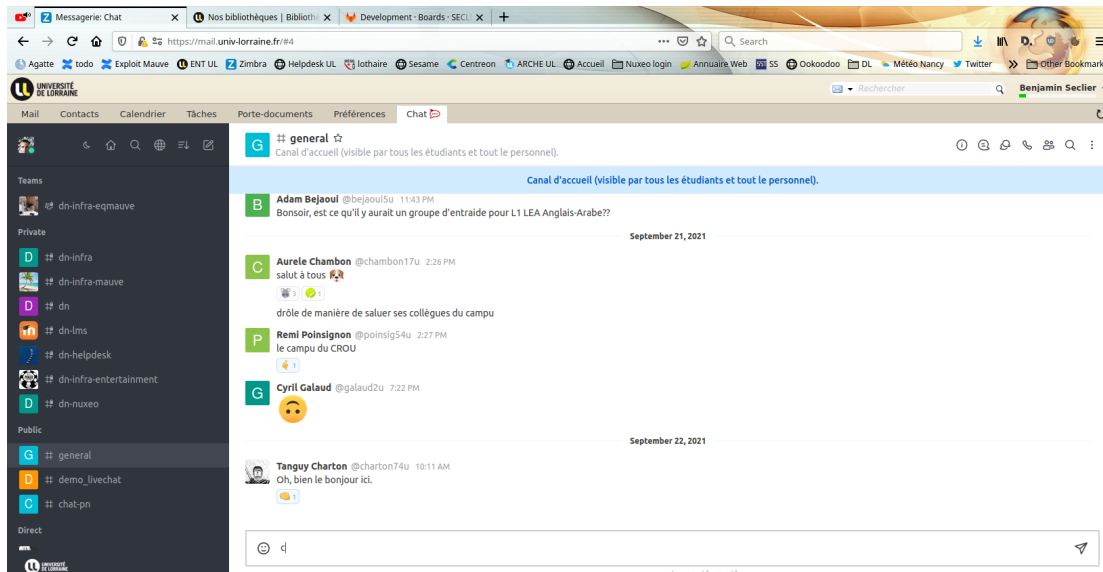 Messagerie: Chat
Nos bibliothèques | Biblioth
Development · Boards · SECL
https://mail.univ-lorraine.fr/#4
Search
Agatte todo Exploit Mauve ENT UL Zimbra Helpdesk UL lothaire Sesame Centreon ARCHE UL Accueil Nuxeo login Annuaire Web SS Ookoodoo DL Météo Nancy Twitter Other Bookmark
UNIVERSITÉ
DE LORRAINE
Rechercher
Benjamin Seclier
Mail Contacts Calendrier Tâches Porte-documents Préférences Chat
G
# general
Canal d'accueil (visible par tous les étudiants et tout le personnel).
Canal d'accueil (visible par tous les étudiants et tout le personnel).
Teams
dn-infra-eqmauve
Private
D dn-infra
dn-infra-mauve
D dn
dn-lms
dn-helpdesk
dn-infra-entertainment
D dn-nuxeo
Public
G # general
D # demo_livechat
C # chat-pn
Direct
UNIVERSITÉ
DE LORRAINE
B
Adam Bejaoui @bejaoui5u 11:43 PM
Bonsoir, est ce qu'il y aurait un groupe d'entraide pour L1 LEA Anglais-Arabe??
September 21, 2021
C
Aurele Chambon @chambon17u 2:26 PM
salut à tous
3 1
drôle de manière de saluer ses collègues du campu
P
Remi Poinsignon @poinsig54u 2:27 PM
le campu du CROU
1
G
Cyril Galaud @galaud2u 7:22 PM
September 22, 2021
Tanguy Charton @charton74u 10:11 AM
Oh, bien le bonjour ici.
1
c